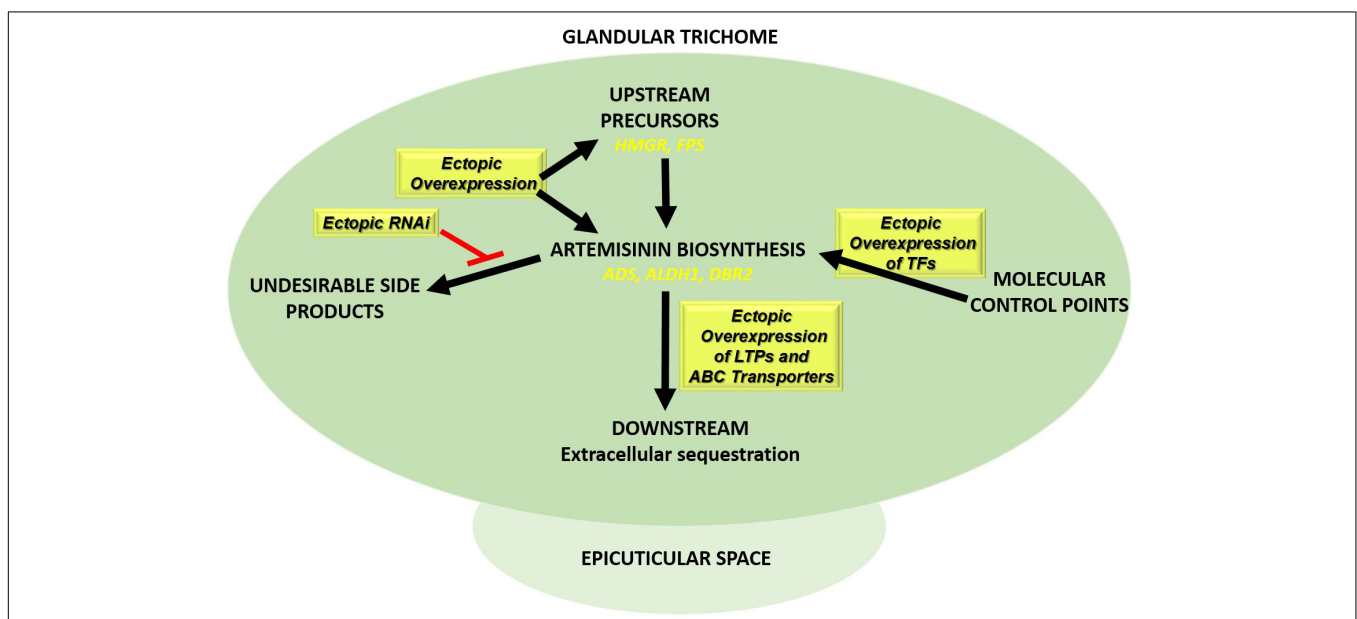 GLANDULAR TRICHOME
UPSTREAM
PRECURSORS
HMGR, FPS
Ectopic
Overexpression
Ectopic RNAi
ARTEMISININ BIOSYNTHESIS
ADS, ALDH1, DBR2
UNDESIRABLE SIDE
PRODUCTS
Ectopic
Overexpression
of TFs
MOLECULAR
CONTROL POINTS
Ectopic
Overexpression
of LTPs and
ABC Transporters
DOWNSTREAM
Extracellular sequestration
EPICUTICULAR SPACE